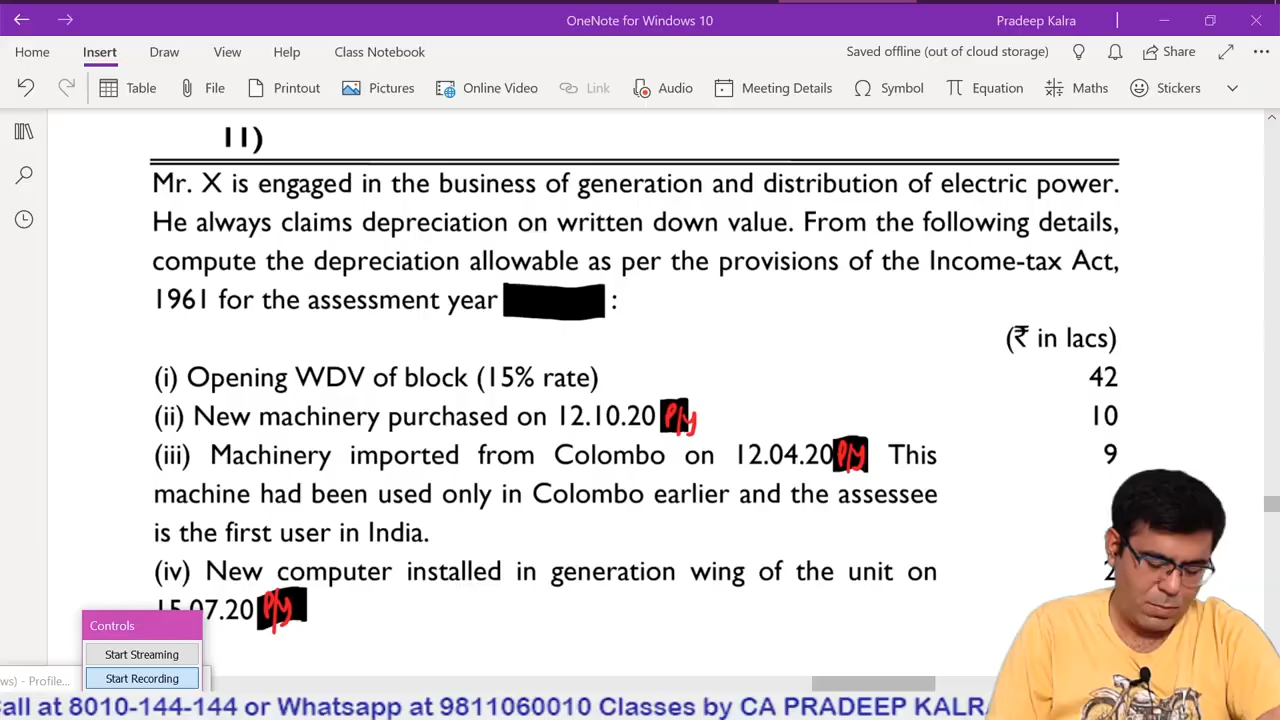 OneNote for Windows 10
Pradeep Kalra
Home Insert Draw View Help Class Notebook
Saved offline (out of cloud storage) Share
Table File Printout Pictures Online Video Link Audio Meeting Details Symbol Equation Maths Stickers
11)
Mr. X is engaged in the business of generation and distribution of electric power.
He always claims depreciation on written down value. From the following details,
compute the depreciation allowable as per the provisions of the Income-tax Act,
1961 for the assessment year :
(₹ in lacs)
(i) Opening WDV of block (15% rate) 42
(ii) New machinery purchased on 12.10.20 P/y 10
(iii) Machinery imported from Colombo on 12.04.20 P/y This 9
machine had been used only in Colombo earlier and the assessee
is the first user in India.
(iv) New computer installed in generation wing of the unit on 2
15.07.20 P/y
Controls
Start Streaming
Start Recording
ws) - Profile...
Call at 8010-144-144 or Whatsapp at 9811060010 Classes by CA PRADEEP KALRA